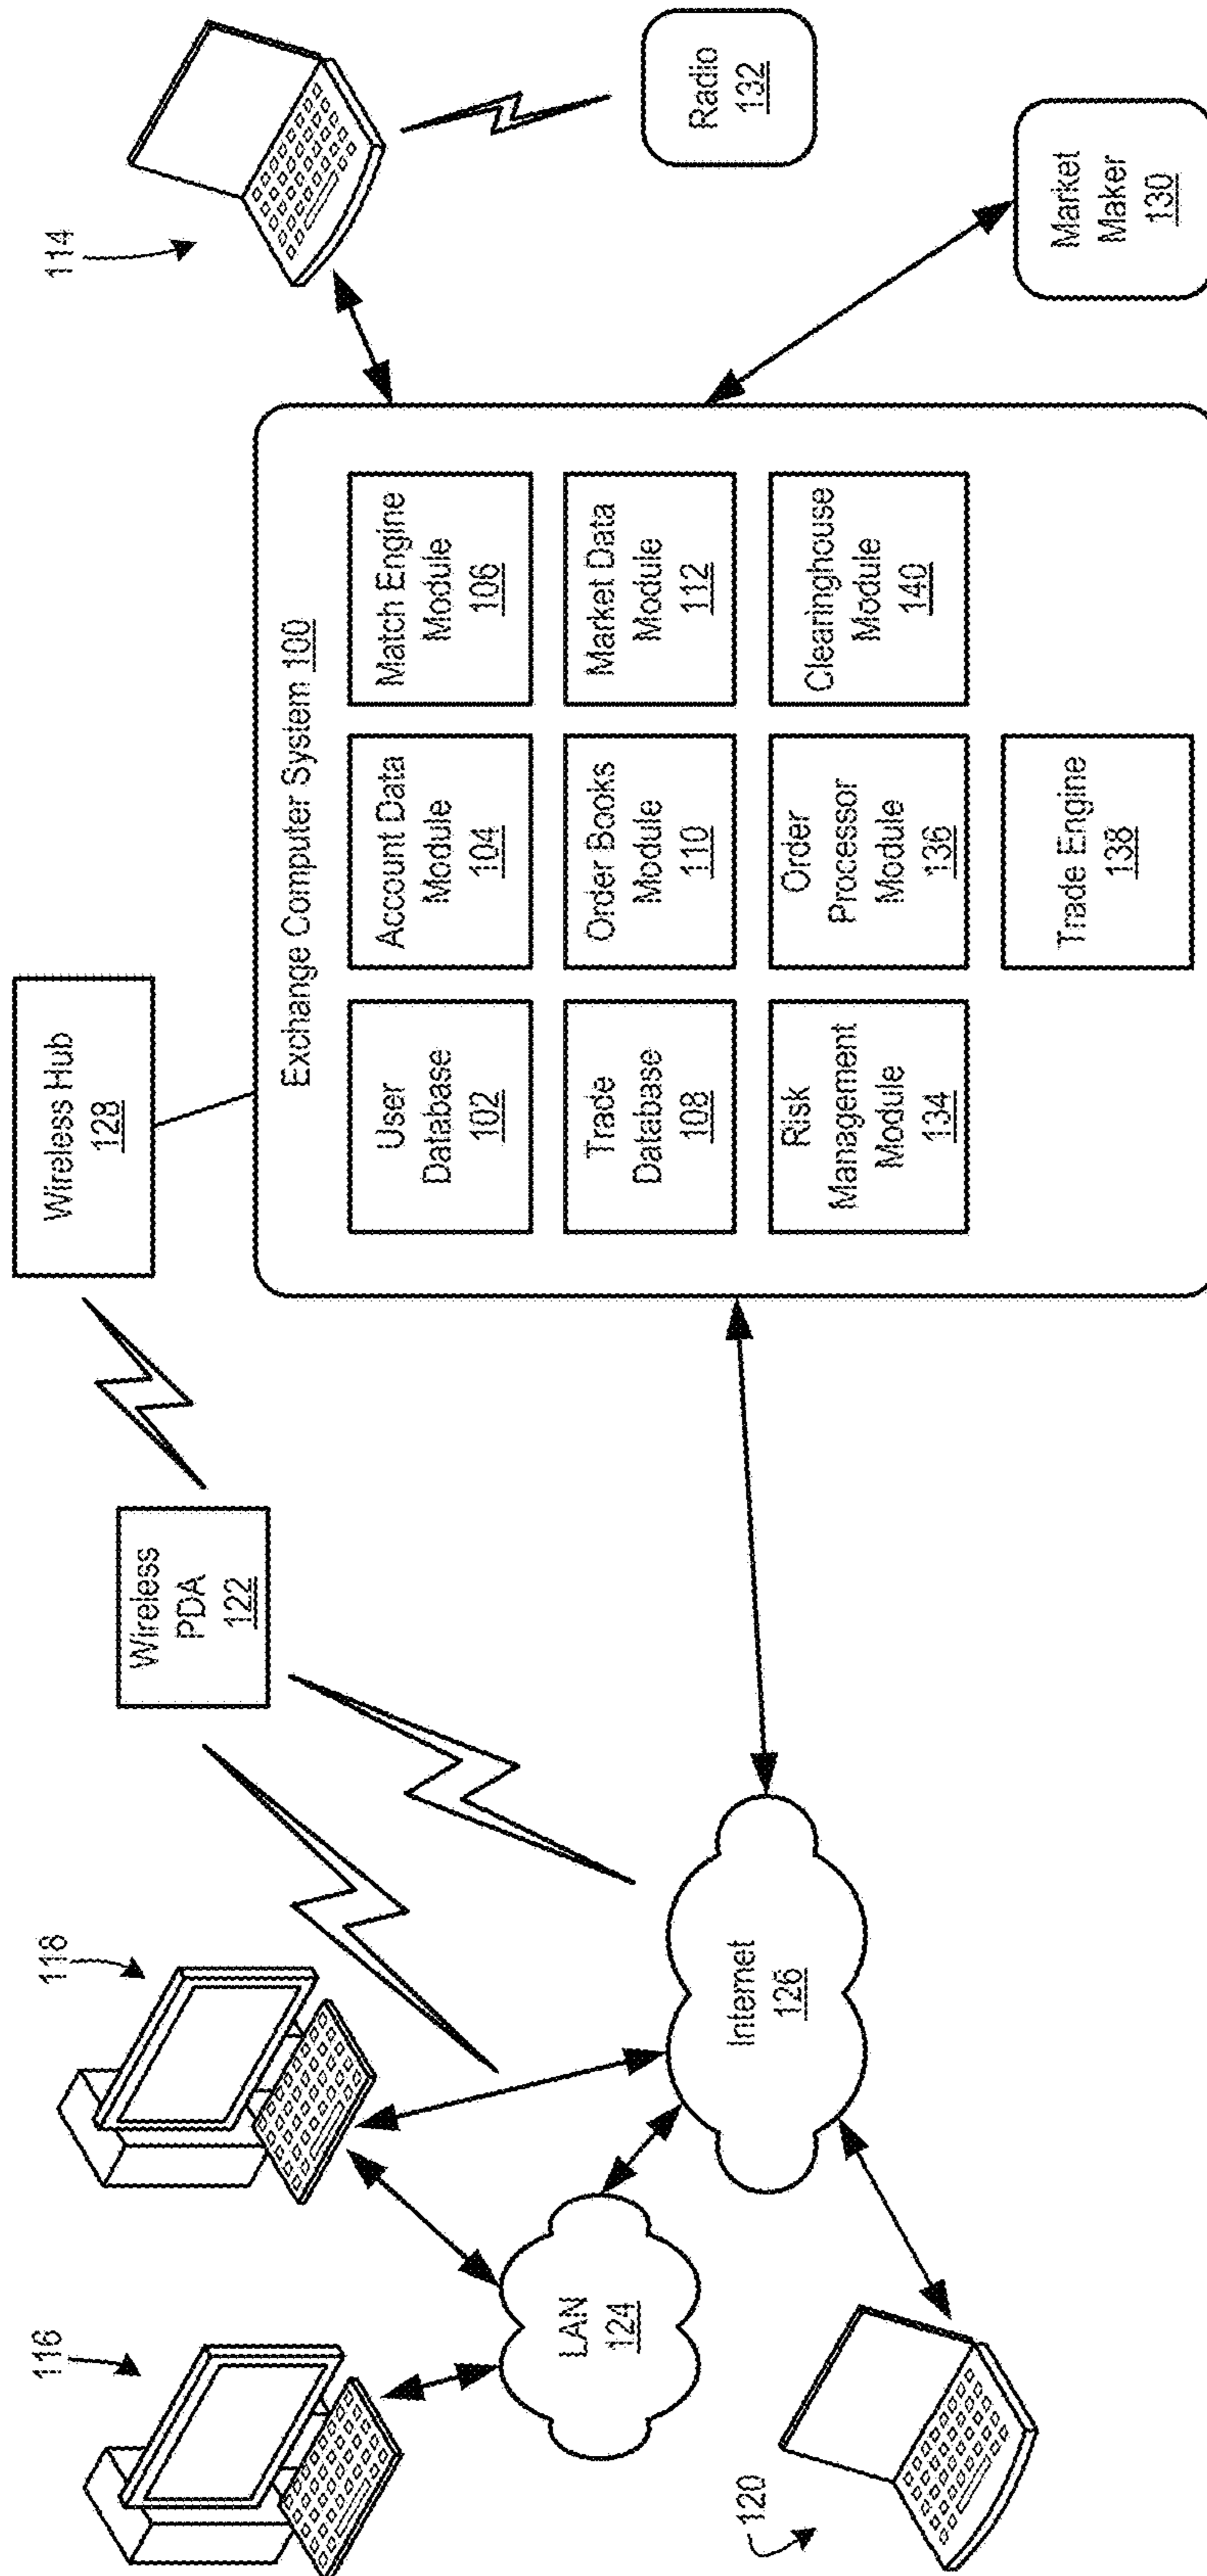 Wireless Hub
128
Wireless
PDA
122
118
116
114
Exchange Computer System 100
User
Database
102
Account Data
Module
104
Match Engine
Module
106
Trade
Database
108
Order Books
Module
110
Market Data
Module
112
Risk
Management
Module
134
Order
Processor
Module
136
Clearinghouse
Module
140
Trade Engine
138
Radio
132
Market
Maker
130
LAN
124
Internet
126
120